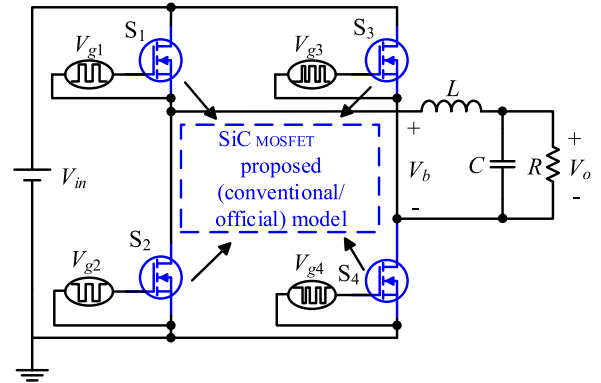 S1
S3
Vg1
Vg3
L
+
+
SiC MOSFET
proposed
(conventional/
official) model
Vin
Vb
C
R
Vo
-
-
S2
S4
Vg2
Vg4